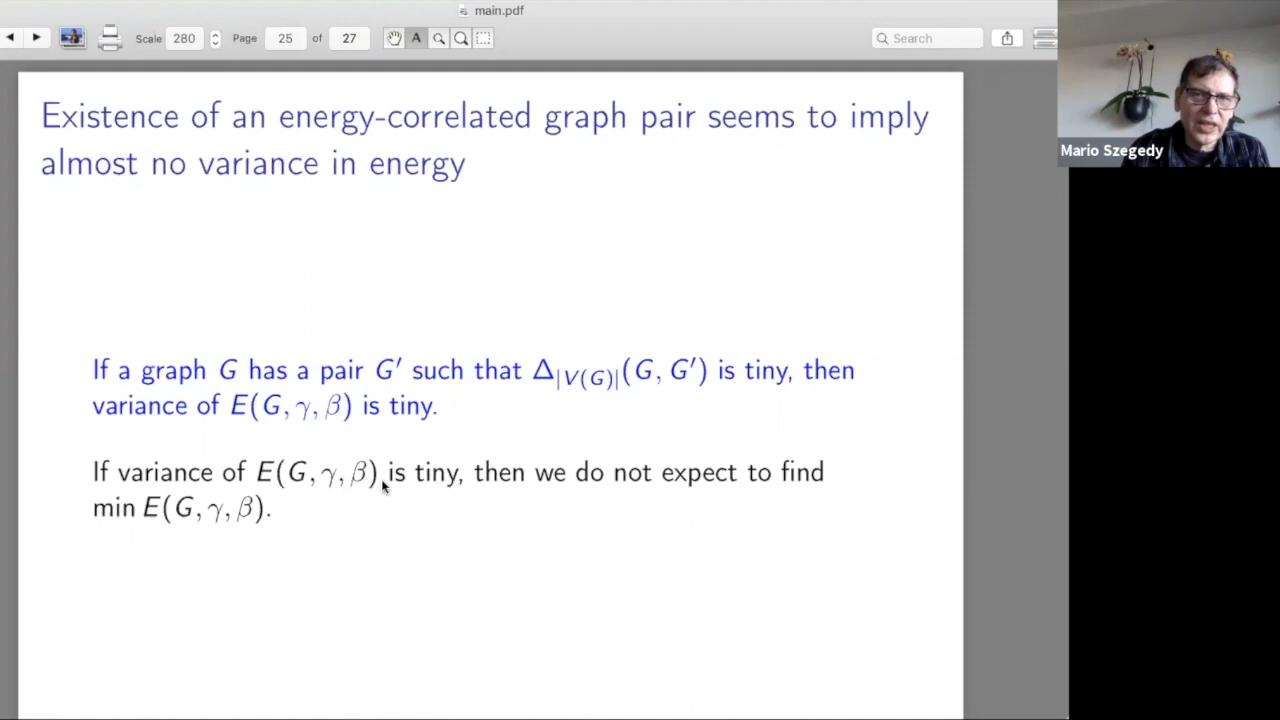 main.pdf
Scale 280 Page 25 of 27 A Search
Existence of an energy-correlated graph pair seems to imply
almost no variance in energy
If a graph G has a pair G′ such that Δ|V(G)|(G, G′) is tiny, then
variance of E(G, γ, β) is tiny.
If variance of E(G, γ, β) is tiny, then we do not expect to find
min E(G, γ, β).
Mario Szegedy